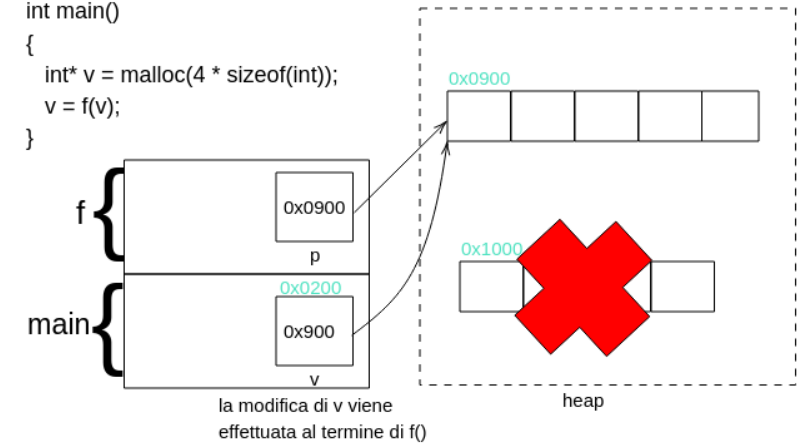 int main()
{
int* v = malloc(4 * sizeof(int));
v = f(v);
}
0x0900
f
0x0900
p
0x1000
0x0200
main
0x900
v
la modifica di v viene
effettuata al termine di f()
heap